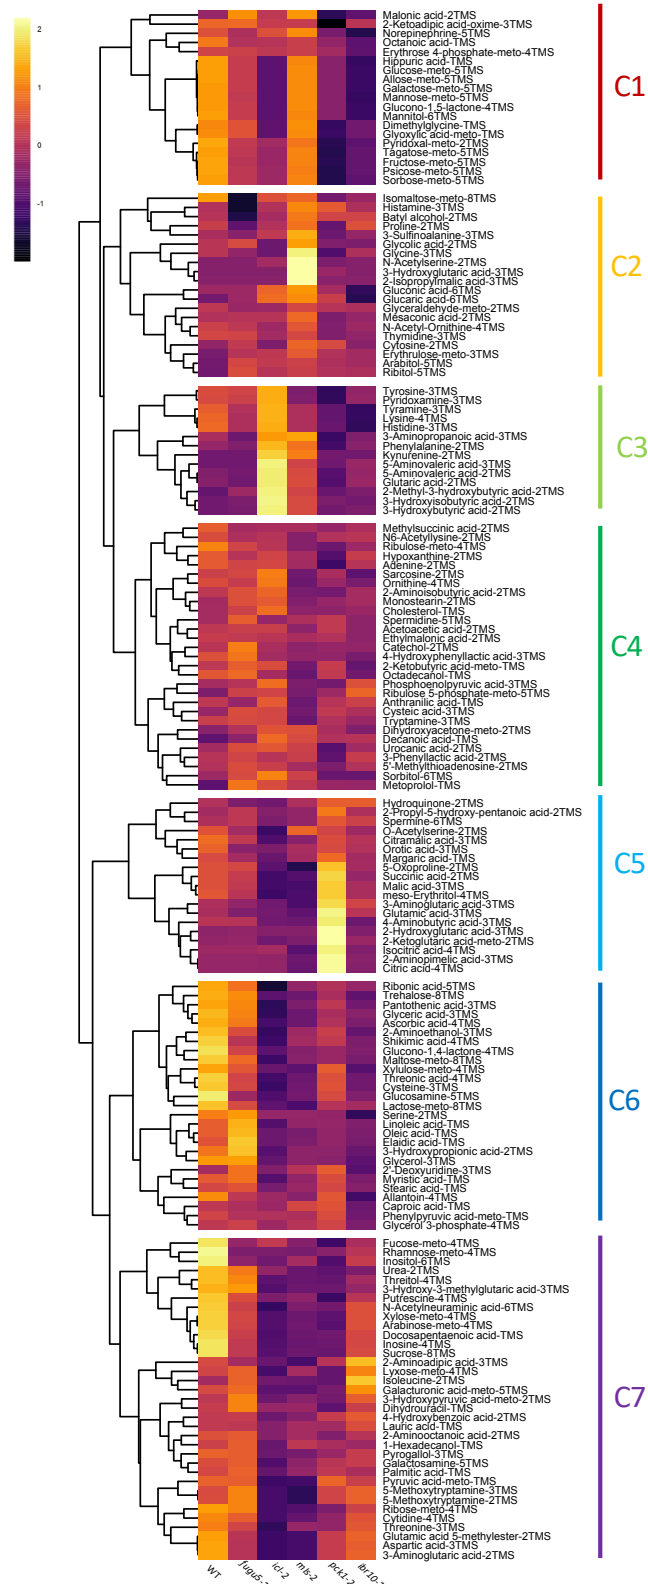 2
1
0
-1
Malonic acid-2TMS
2-Ketoadipic acid-oxime-3TMS
Norepinephrine-5TMS
Octanoic acid-TMS
Erythrose 4-phosphate-meto-4TMS
Hippuric acid-TMS
Glucose-meto-5TMS
Allose-meto-5TMS
Galactose-meto-5TMS
Mannose-meto-5TMS
Glucono-1,5-lactone-4TMS
Mannitol-6TMS
Dimethylglycine-TMS
Glyoxylic acid-meto-TMS
Pyridoxal-meto-2TMS
Tagatose-meto-5TMS
Fructose-meto-5TMS
Psicose-meto-5TMS
Sorbose-meto-5TMS
C1
Isomaltose-meto-8TMS
Histamine-3TMS
Batyl alcohol-2TMS
Proline-2TMS
3-Sulfinoalanine-3TMS
Glycolic acid-2TMS
Glycine-3TMS
N-Acetylserine-2TMS
3-Hydroxyglutaric acid-3TMS
2-Isopropylmalic acid-3TMS
Gluconic acid-6TMS
Glucaric acid-6TMS
Glyceraldehyde-meto-2TMS
Mesaconic acid-2TMS
N-Acetyl-Ornithine-4TMS
Thymidine-3TMS
Cytosine-2TMS
Erythrulose-meto-3TMS
Arabitol-5TMS
Ribitol-5TMS
C2
Tyrosine-3TMS
Pyridoxamine-3TMS
Tyramine-3TMS
Lysine-4TMS
Histidine-3TMS
3-Aminopropanoic acid-3TMS
Phenylalanine-2TMS
Kynurenine-2TMS
5-Aminovaleric acid-3TMS
5-Aminovaleric acid-2TMS
Glutaric acid-2TMS
2-Methyl-3-hydroxybutyric acid-2TMS
3-Hydroxyisobutyric acid-2TMS
3-Hydroxybutyric acid-2TMS
C3
Methylsuccinic acid-2TMS
N6-Acetyllysine-2TMS
Ribulose-meto-4TMS
Hypoxanthine-2TMS
Adenine-2TMS
Sarcosine-2TMS
Ornithine-4TMS
2-Aminoisobutyric acid-2TMS
Monostearin-2TMS
Cholesterol-TMS
Spermidine-5TMS
Acetoacetic acid-2TMS
Ethylmalonic acid-2TMS
Catechol-2TMS
4-Hydroxyphenyllactic acid-3TMS
2-Ketobutyric acid-meto-TMS
Octadecanol-TMS
Phosphoenolpyruvic acid-3TMS
Ribulose 5-phosphate-meto-5TMS
Anthranilic acid-TMS
Cysteic acid-3TMS
Tryptamine-3TMS
Dihydroxyacetone-meto-2TMS
Decanoic acid-TMS
Urocanic acid-2TMS
3-Phenyllactic acid-2TMS
5'-Methylthioadenosine-2TMS
Sorbitol-6TMS
Metoprolol-TMS
C4
Hydroquinone-2TMS
2-Propyl-5-hydroxy-pentanoic acid-2TMS
Spermine-6TMS
O-Acetylserine-2TMS
Citramalic acid-3TMS
Orotic acid-3TMS
Margaric acid-TMS
5-Oxoproline-2TMS
Succinic acid-2TMS
Malic acid-3TMS
meso-Erythritol-4TMS
3-Aminoglutaric acid-3TMS
Glutamic acid-3TMS
4-Aminobutyric acid-3TMS
2-Hydroxyglutaric acid-3TMS
2-Ketoglutaric acid-meto-2TMS
Isocitric acid-4TMS
2-Aminopimelic acid-3TMS
Citric acid-4TMS
C5
Ribonic acid-5TMS
Trehalose-8TMS
Pantothenic acid-3TMS
Glyceric acid-3TMS
Ascorbic acid-4TMS
2-Aminoethanol-3TMS
Shikimic acid-4TMS
Glucono-1,4-lactone-4TMS
Maltose-meto-8TMS
Xylulose-meto-4TMS
Threonic acid-4TMS
Cysteine-3TMS
Glucosamine-5TMS
Lactose-meto-8TMS
Serine-2TMS
Linoleic acid-TMS
Oleic acid-TMS
Elaidic acid-TMS
3-Hydroxypropionic acid-2TMS
Glycerol-3TMS
2'-Deoxyuridine-3TMS
Myristic acid-TMS
Stearic acid-TMS
Allantoin-4TMS
Caproic acid-TMS
Phenylpyruvic acid-meto-TMS
Glycerol 3-phosphate-4TMS
C6
Fucose-meto-4TMS
Rhamnose-meto-4TMS
Inositol-6TMS
Urea-2TMS
Threitol-4TMS
3-Hydroxy-3-methylglutaric acid-3TMS
Putrescine-4TMS
N-Acetylneuraminic acid-6TMS
Xylose-meto-4TMS
Arabinose-meto-4TMS
Docosapentaenoic acid-TMS
Inosine-4TMS
Sucrose-8TMS
2-Aminoadipic acid-3TMS
Lyxose-meto-4TMS
Isoleucine-2TMS
Galacturonic acid-meto-5TMS
3-Hydroxypyruvic acid-meto-2TMS
Dihydrouracil-TMS
4-Hydroxybenzoic acid-2TMS
Lauric acid-TMS
2-Aminooctanoic acid-2TMS
1-Hexadecanol-TMS
Pyrogallol-3TMS
Galactosamine-5TMS
Palmitic acid-TMS
Pyruvic acid-meto-TMS
5-Methoxytryptamine-3TMS
5-Methoxytryptamine-2TMS
Ribose-meto-4TMS
Cytidine-4TMS
Threonine-3TMS
Glutamic acid 5-methylester-2TMS
Aspartic acid-3TMS
3-Aminoglutaric acid-2TMS
C7
WT
icl-2
mls-2
pck1-2